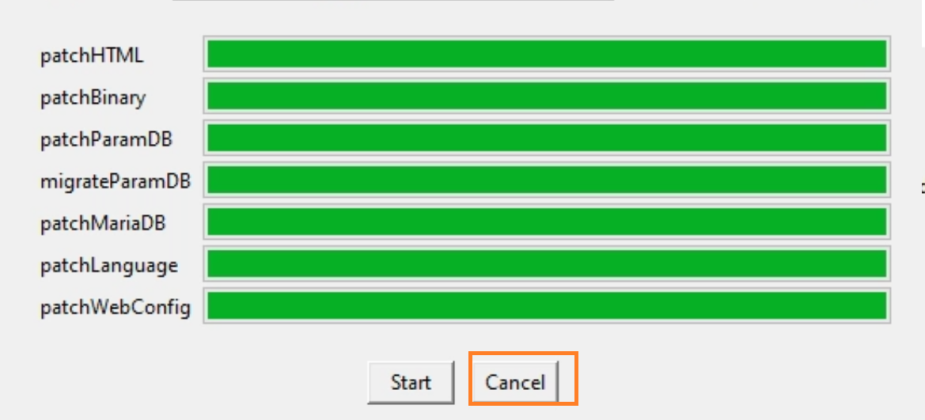 patchHTML
patchBinary
patchParamDB
migrateParamDB
patchMariaDB
patchLanguage
patchWebConfig
Start Cancel